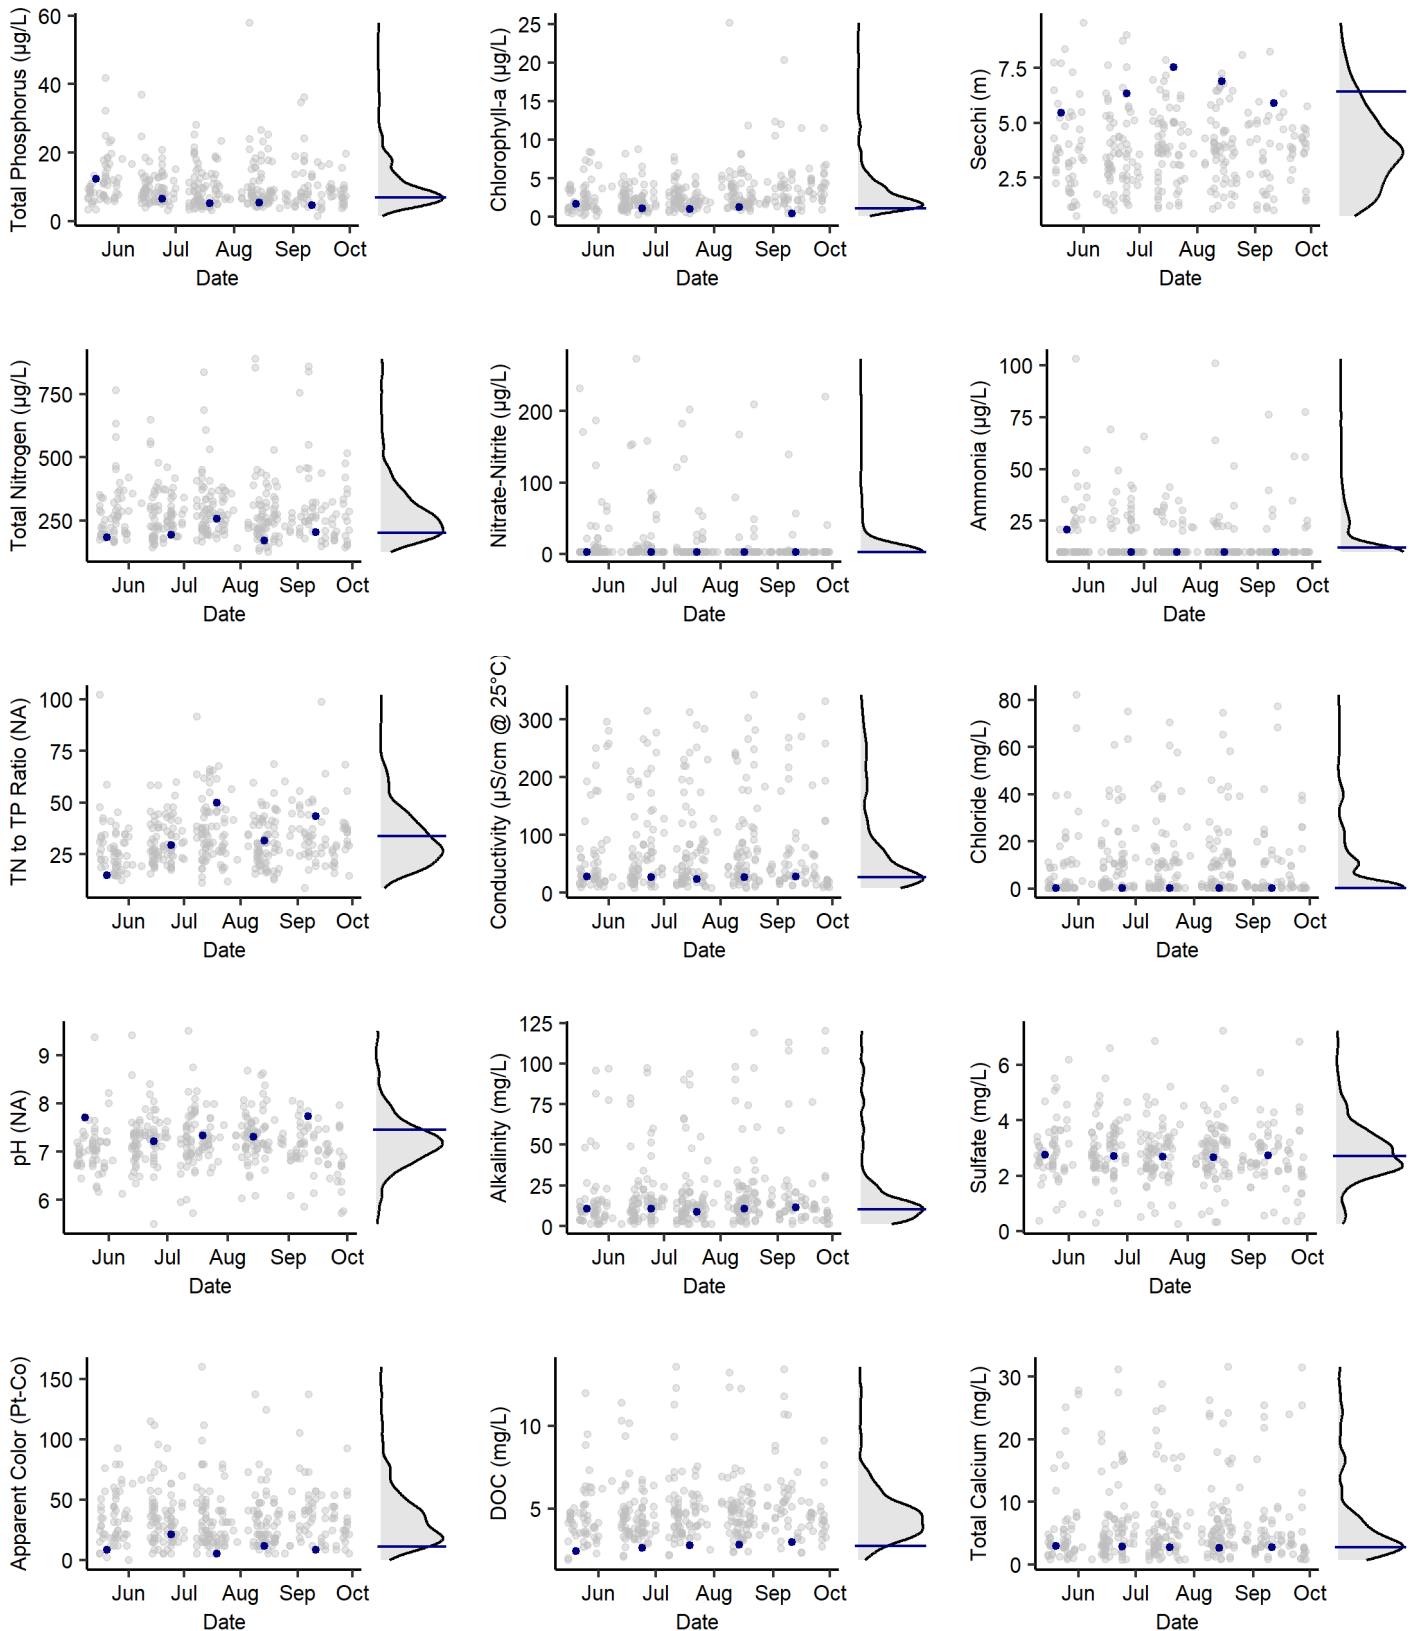 Total Phosphorus (µg/L)
60
40
20
0
Jun Jul Aug Sep Oct
Date
Chlorophyll-a (µg/L)
25
20
15
10
5
0
Jun Jul Aug Sep Oct
Date
Secchi (m)
7.5
5.0
2.5
Jun Jul Aug Sep Oct
Date
Total Nitrogen (µg/L)
750
500
250
Jun Jul Aug Sep Oct
Date
Nitrate-Nitrite (µg/L)
200
100
0
Jun Jul Aug Sep Oct
Date
Ammonia (µg/L)
100
75
50
25
Jun Jul Aug Sep Oct
Date
TN to TP Ratio (NA)
100
75
50
25
Jun Jul Aug Sep Oct
Date
Conductivity (µS/cm @ 25°C)
300
200
100
0
Jun Jul Aug Sep Oct
Date
Chloride (mg/L)
80
60
40
20
0
Jun Jul Aug Sep Oct
Date
pH (NA)
9
8
7
6
Jun Jul Aug Sep Oct
Date
Alkalinity (mg/L)
125
100
75
50
25
0
Jun Jul Aug Sep Oct
Date
Sulfate (mg/L)
6
4
2
0
Jun Jul Aug Sep Oct
Date
Apparent Color (Pt-Co)
150
100
50
0
Jun Jul Aug Sep Oct
Date
DOC (mg/L)
10
5
Jun Jul Aug Sep Oct
Date
Total Calcium (mg/L)
30
20
10
0
Jun Jul Aug Sep Oct
Date